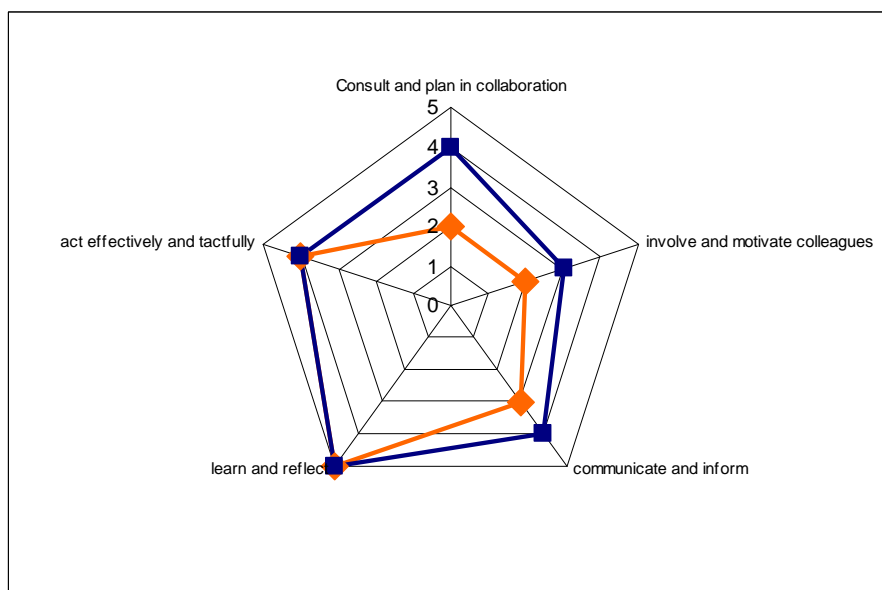 Consult and plan in collaboration
5
4
3
2
1
0
act effectively and tactfully
involve and motivate colleagues
learn and reflect
communicate and inform